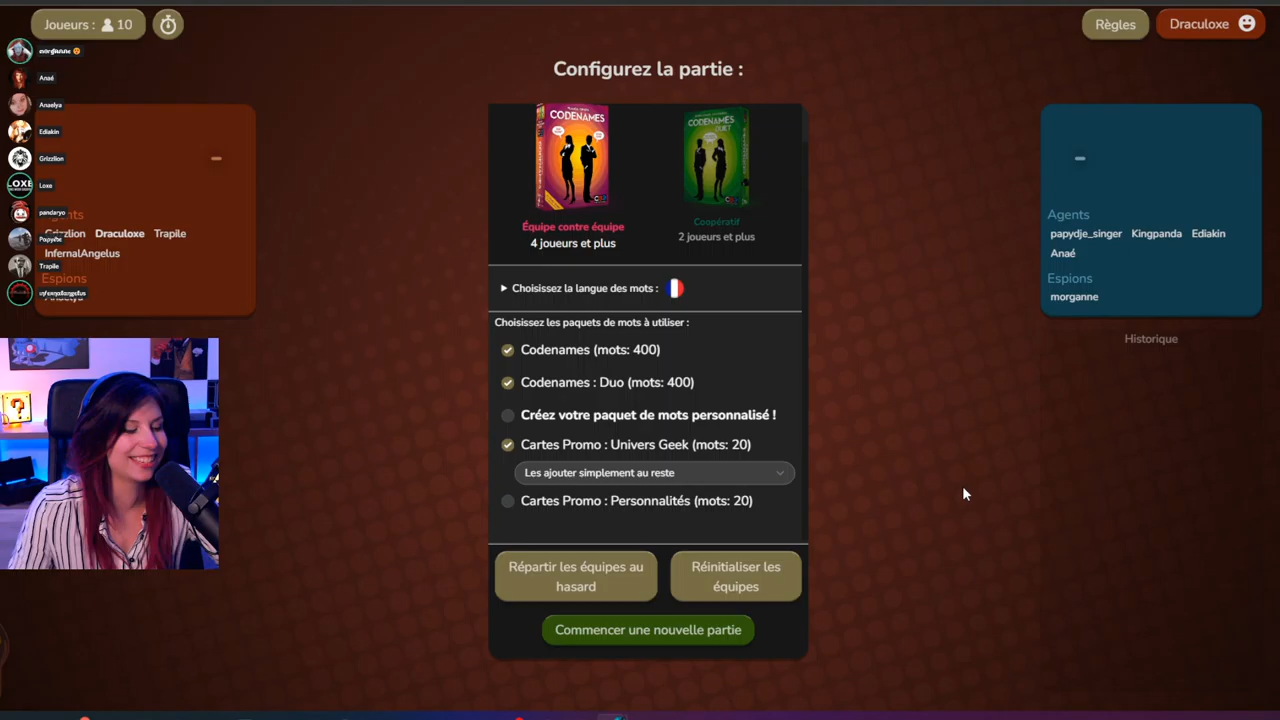 Joueurs : 10
Règles
Draculoxe
morgianne
Anaé
Anaelya
Ediakin
Grizzlion
Loxe
pandaryo
Papydje
Trapile
infernalangelus
LOXE
Configurez la partie :
CODENAMES
CODENAMES
DUET
Équipe contre équipe
4 joueurs et plus
Coopératif
2 joueurs et plus
Choisissez la langue des mots :
Choisissez les paquets de mots à utiliser :
Codenames (mots: 400)
Codenames : Duo (mots: 400)
Créez votre paquet de mots personnalisé !
Cartes Promo : Univers Geek (mots: 20)
Les ajouter simplement au reste
Cartes Promo : Personnalités (mots: 20)
Répartir les équipes au
hasard
Réinitialiser les
équipes
Commencer une nouvelle partie
Agents
Grizzlion Draculoxe Trapile
InfernalAngelus
Espions
Anaelya
Agents
papydje_singer Kingpanda Ediakin
Anaé
Espions
morganne
Historique